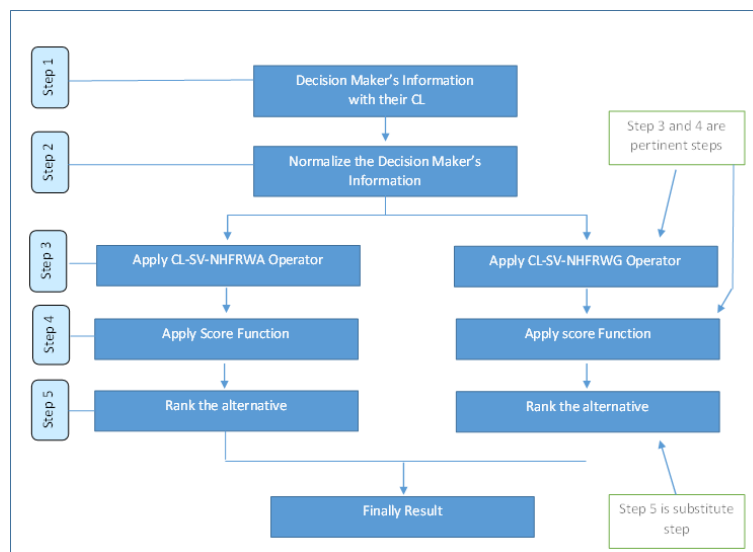 Step 1
Decision Maker's Information
with their CL
Step 2
Normalize the Decision Maker's
Information
Step 3 and 4 are
pertinent steps
Step 3
Apply CL-SV-NHFRWA Operator
Apply CL-SV-NHFRWG Operator
Step 4
Apply Score Function
Apply score Function
Step 5
Rank the alternative
Rank the alternative
Finally Result
Step 5 is substitute
step